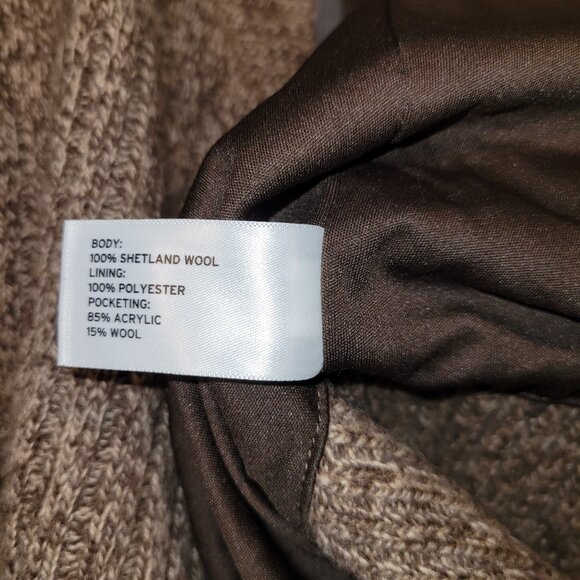 BODY:
100% SHETLAND WOOL
LINING:
100% POLYESTER
POCKETING:
85% ACRYLIC
15% WOOL